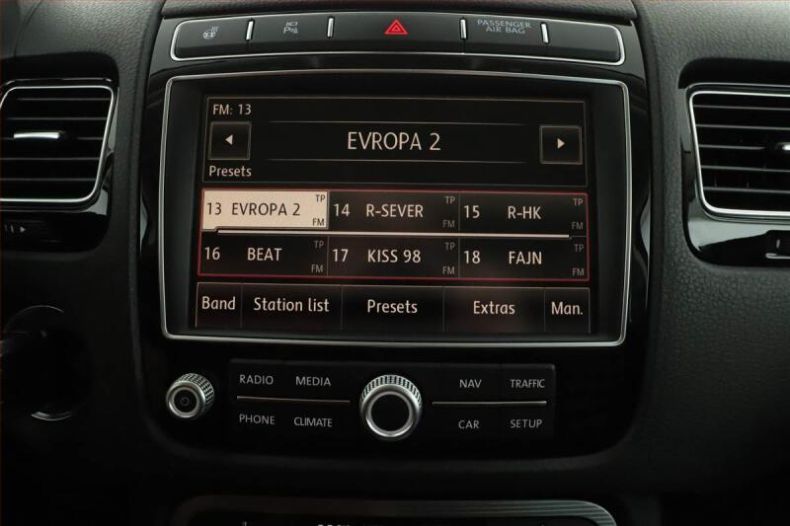 PASSENGER
AIR BAG
FM: 13
EVROPA 2
Presets
13 EVROPA 2 TP FM
14 R-SEVER TP FM
15 R-HK TP FM
16 BEAT TP FM
17 KISS 98 TP FM
18 FAJN TP FM
Band Station list Presets Extras Man.
RADIO MEDIA NAV TRAFFIC
PHONE CLIMATE CAR SETUP